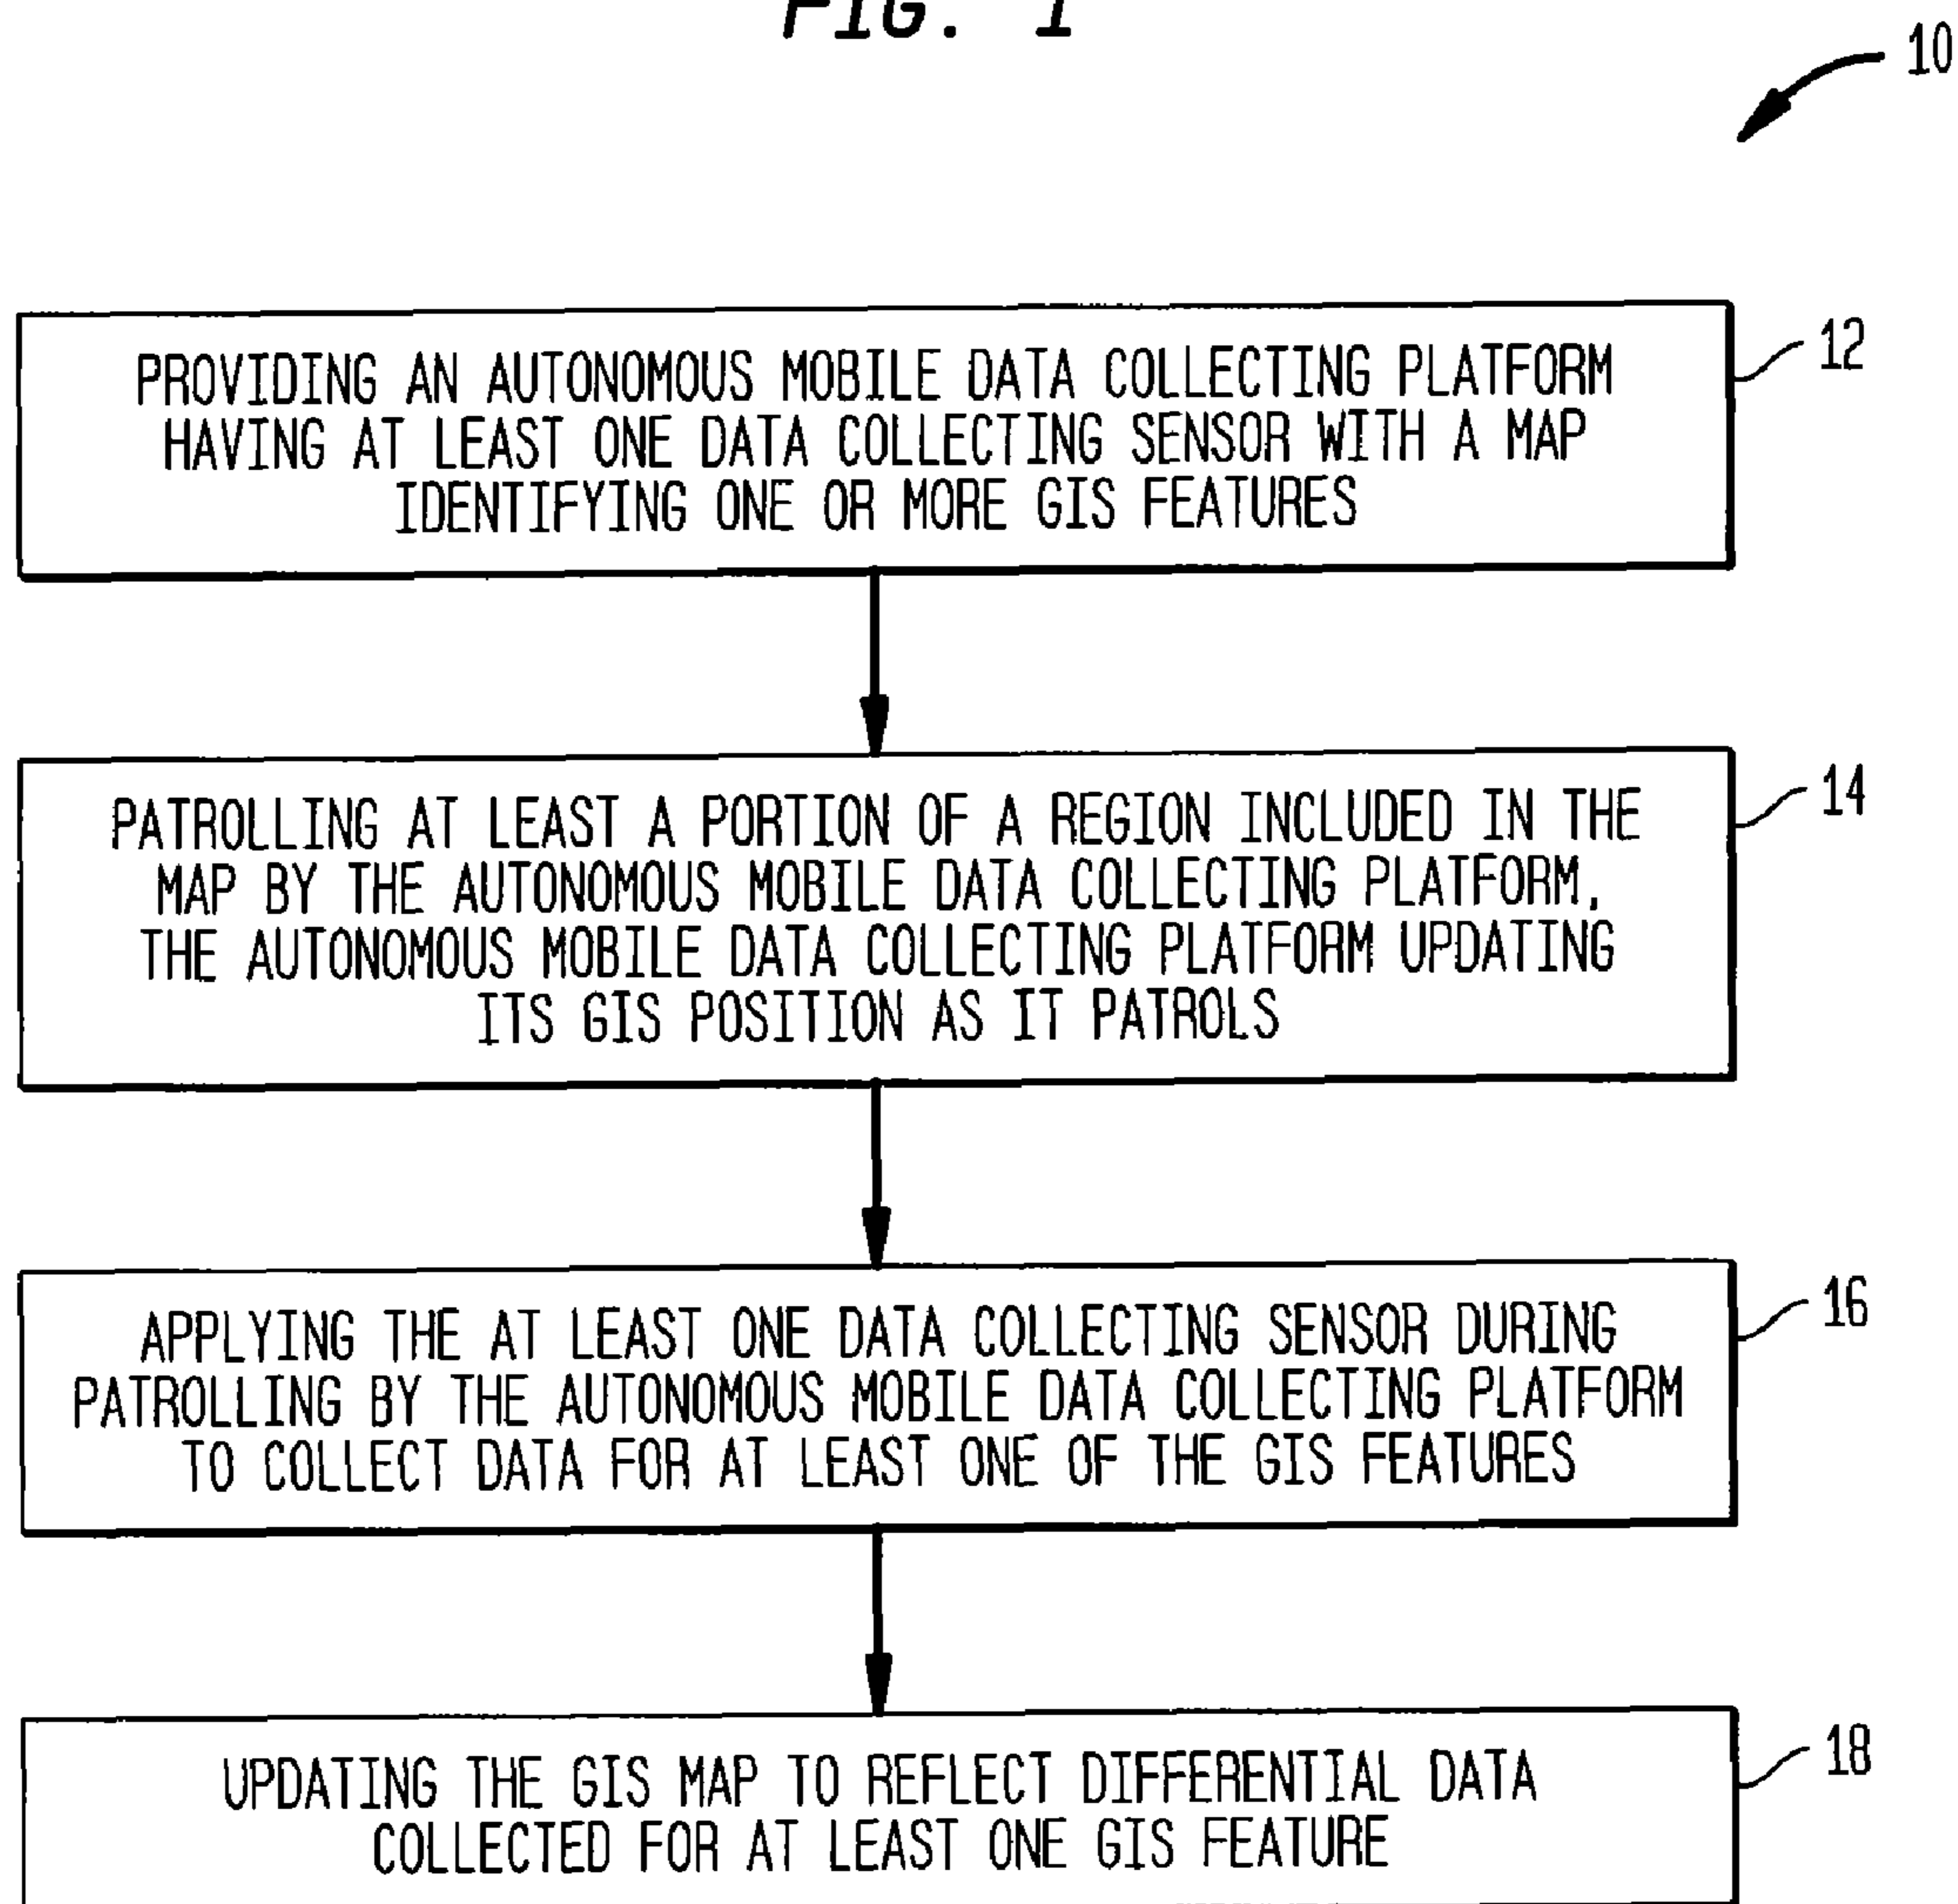 FIG. 1
10
PROVIDING AN AUTONOMOUS MOBILE DATA COLLECTING PLATFORM
HAVING AT LEAST ONE DATA COLLECTING SENSOR WITH A MAP
IDENTIFYING ONE OR MORE GIS FEATURES
12
PATROLLING AT LEAST A PORTION OF A REGION INCLUDED IN THE
MAP BY THE AUTONOMOUS MOBILE DATA COLLECTING PLATFORM,
THE AUTONOMOUS MOBILE DATA COLLECTING PLATFORM UPDATING
ITS GIS POSITION AS IT PATROLS
14
APPLYING THE AT LEAST ONE DATA COLLECTING SENSOR DURING
PATROLLING BY THE AUTONOMOUS MOBILE DATA COLLECTING PLATFORM
TO COLLECT DATA FOR AT LEAST ONE OF THE GIS FEATURES
16
UPDATING THE GIS MAP TO REFLECT DIFFERENTIAL DATA
COLLECTED FOR AT LEAST ONE GIS FEATURE
18